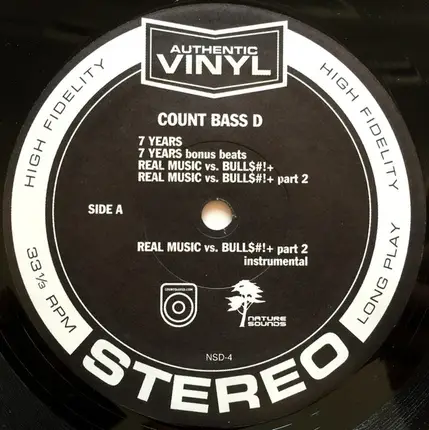 AUTHENTIC
VINYL
HIGH FIDELITY
HIGH FIDELITY
COUNT BASS D
7 YEARS
7 YEARS bonus beats
REAL MUSIC vs. BULL$#!+
REAL MUSIC vs. BULL$#!+ part 2
SIDE A
REAL MUSIC vs. BULL$#!+ part 2
instrumental
NATURE
SOUNDS
NSD-4
33 1/3 RPM
LONG PLAY
STEREO